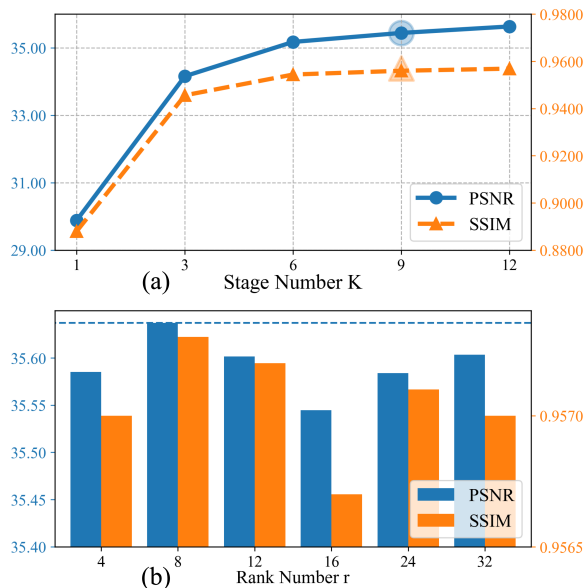 35.00
33.00
31.00
29.00
0.9800
0.9600
0.9400
0.9200
0.9000
0.8800
PSNR
SSIM
1 3 6 9 12
(a) Stage Number K
35.60
35.55
35.50
35.45
35.40
0.9570
0.9565
PSNR
SSIM
4 8 12 16 24 32
(b) Rank Number r